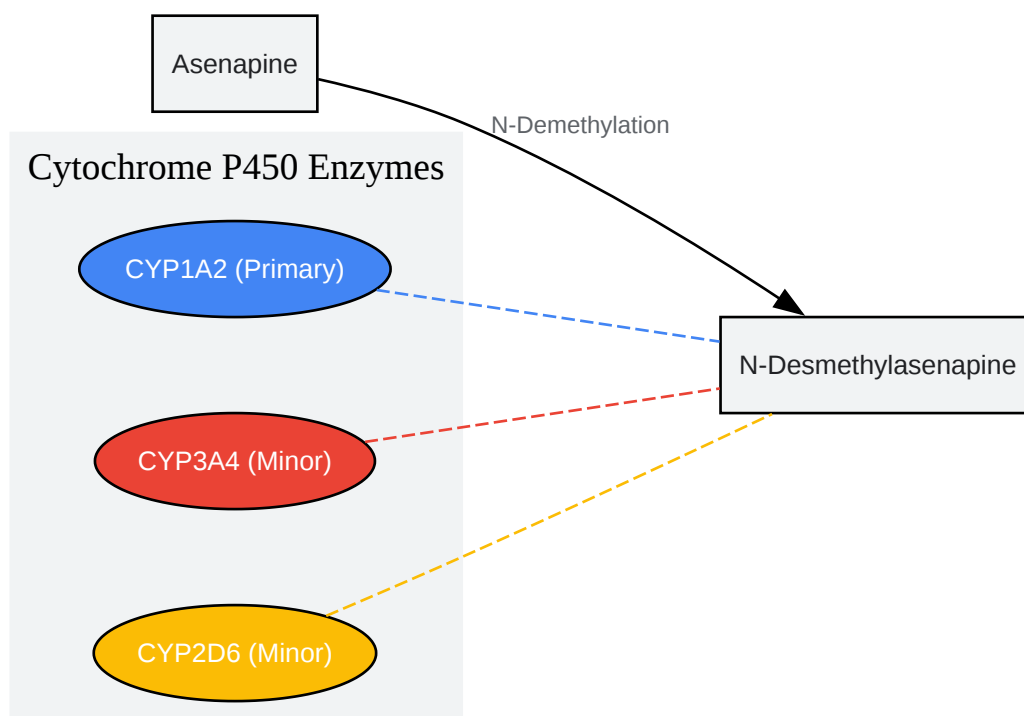 Asenapine
N-Demethylation
Cytochrome P450 Enzymes
CYP1A2 (Primary)
N-Desmethylasenapine
CYP3A4 (Minor)
CYP2D6 (Minor)